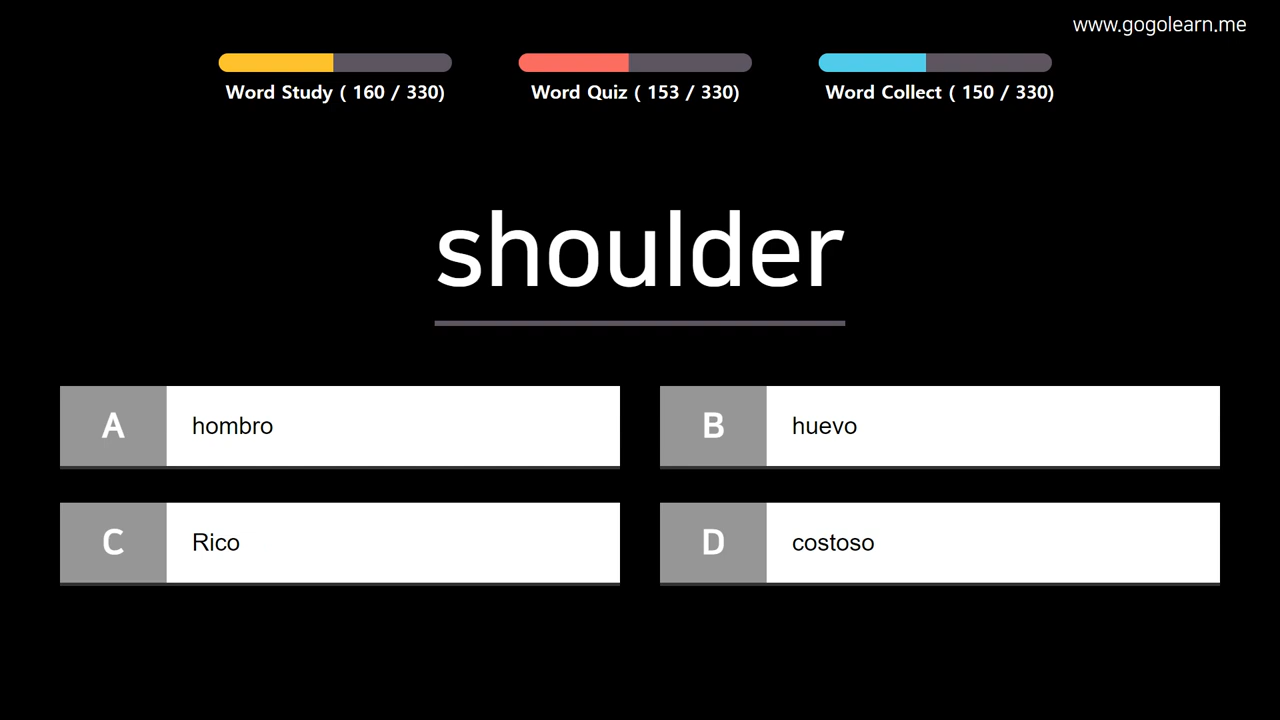 www.gogolearn.me
Word Study ( 160 / 330)
Word Quiz ( 153 / 330)
Word Collect ( 150 / 330)
shoulder
A hombro
B huevo
C Rico
D costoso